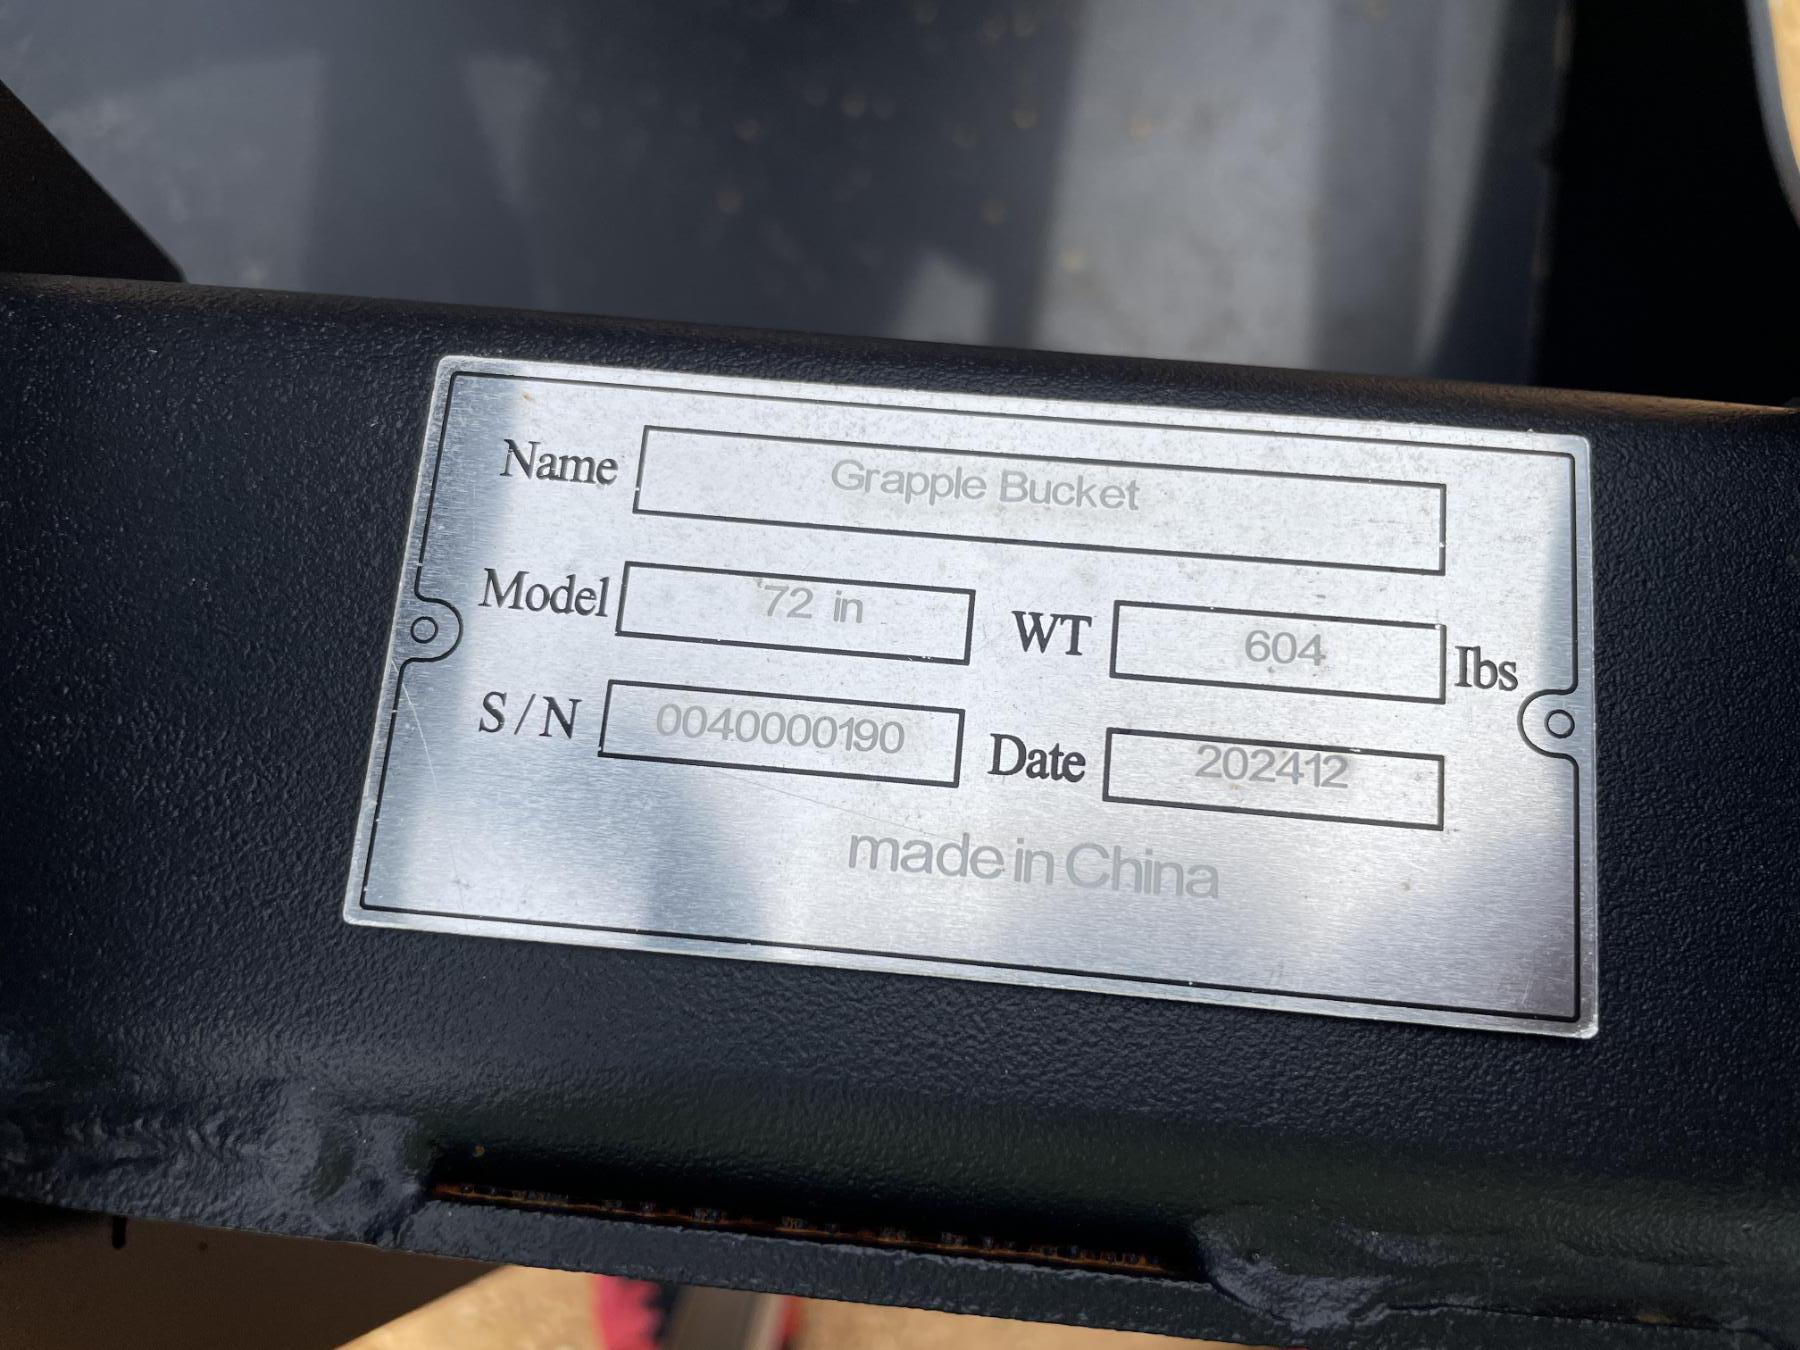 Name Grapple Bucket
Model 72 in WT 604 lbs
S/N 0040000190 Date 202412
made in China